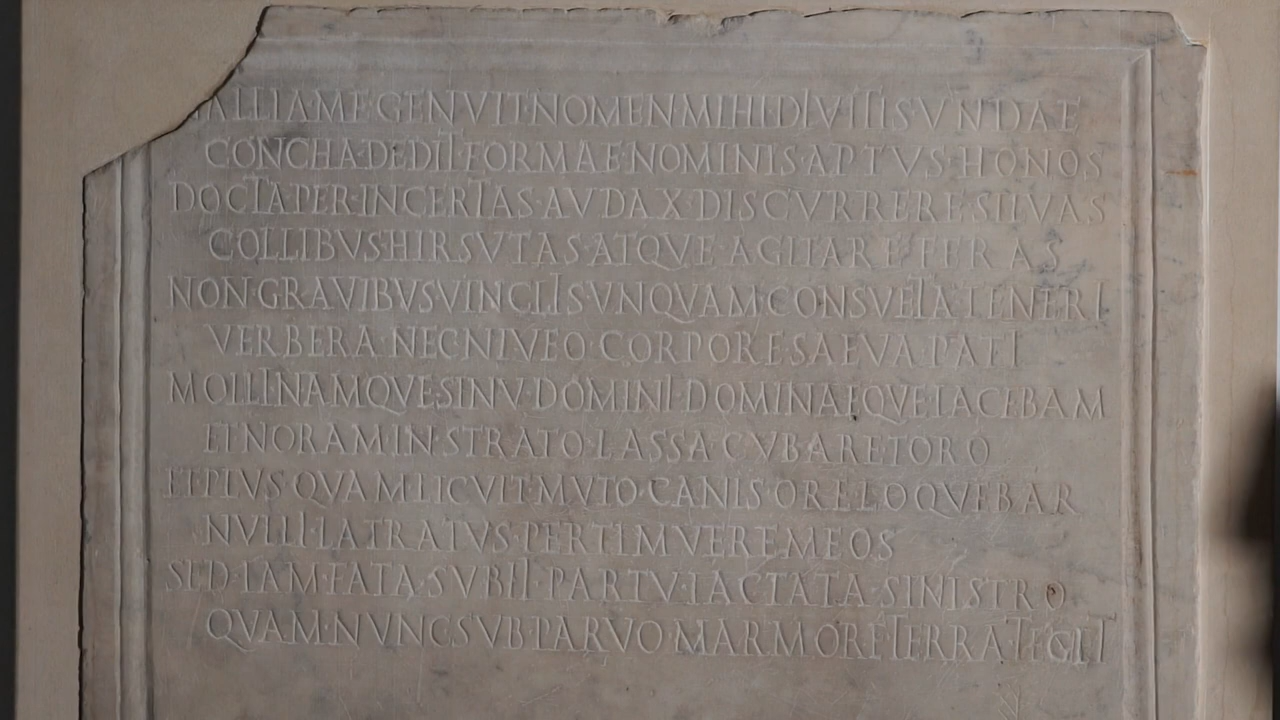 GALLIA·ME·GENVIT·NOMEN·MIHI·DIVITIS·VNDAE
CONCHA·DEDIT·FORMAE·NOMINIS·APTVS·HONOS
DOCTA·PER·INCERTAS·AVDAX·DISCVRRERE·SILVAS
COLLIBVS·HIRSVTAS·ATQVE·AGITARE·FERAS
NON·GRAVIBVS·VINCLIS·VNQVAM·CONSVETA·TENERI
VERBERA·NEC·NIVEO·CORPORE·SAEVA·PATI
MOLLI·NAMQVE·SINV·DOMINI·DOMINAEQVE·IACEBAM
ET·NORAM·IN·STRATO·LASSA·CVBARE·TORO
ET·PLVS·QVAM·LICVIT·MVTO·CANIS·ORE·LOQVEBAR
NVLLI·LATRATVS·PERTIMVERE·MEOS
SED·IAM·FATA·SVBII·PARTV·IACTATA·SINISTRO
QVAM·NVNC·SVB·PARVO·MARMORE·TERRA·TEGIT